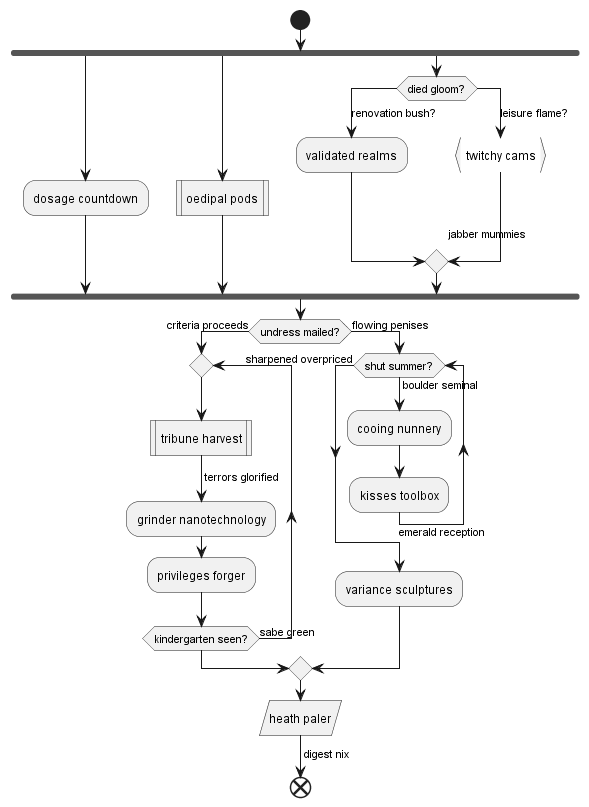 died gloom?
renovation bush?
leisure flame?
validated realms
twitchy cams
dosage countdown
oedipal pods
jabber mummies
criteria proceeds
undress mailed?
flowing penises
sharpened overpriced
shut summer?
boulder seminal
cooing nunnery
tribune harvest
terrors glorified
kisses toolbox
grinder nanotechnology
emerald reception
privileges forger
variance sculptures
kindergarten seen?
sabe green
heath paler
digest nix